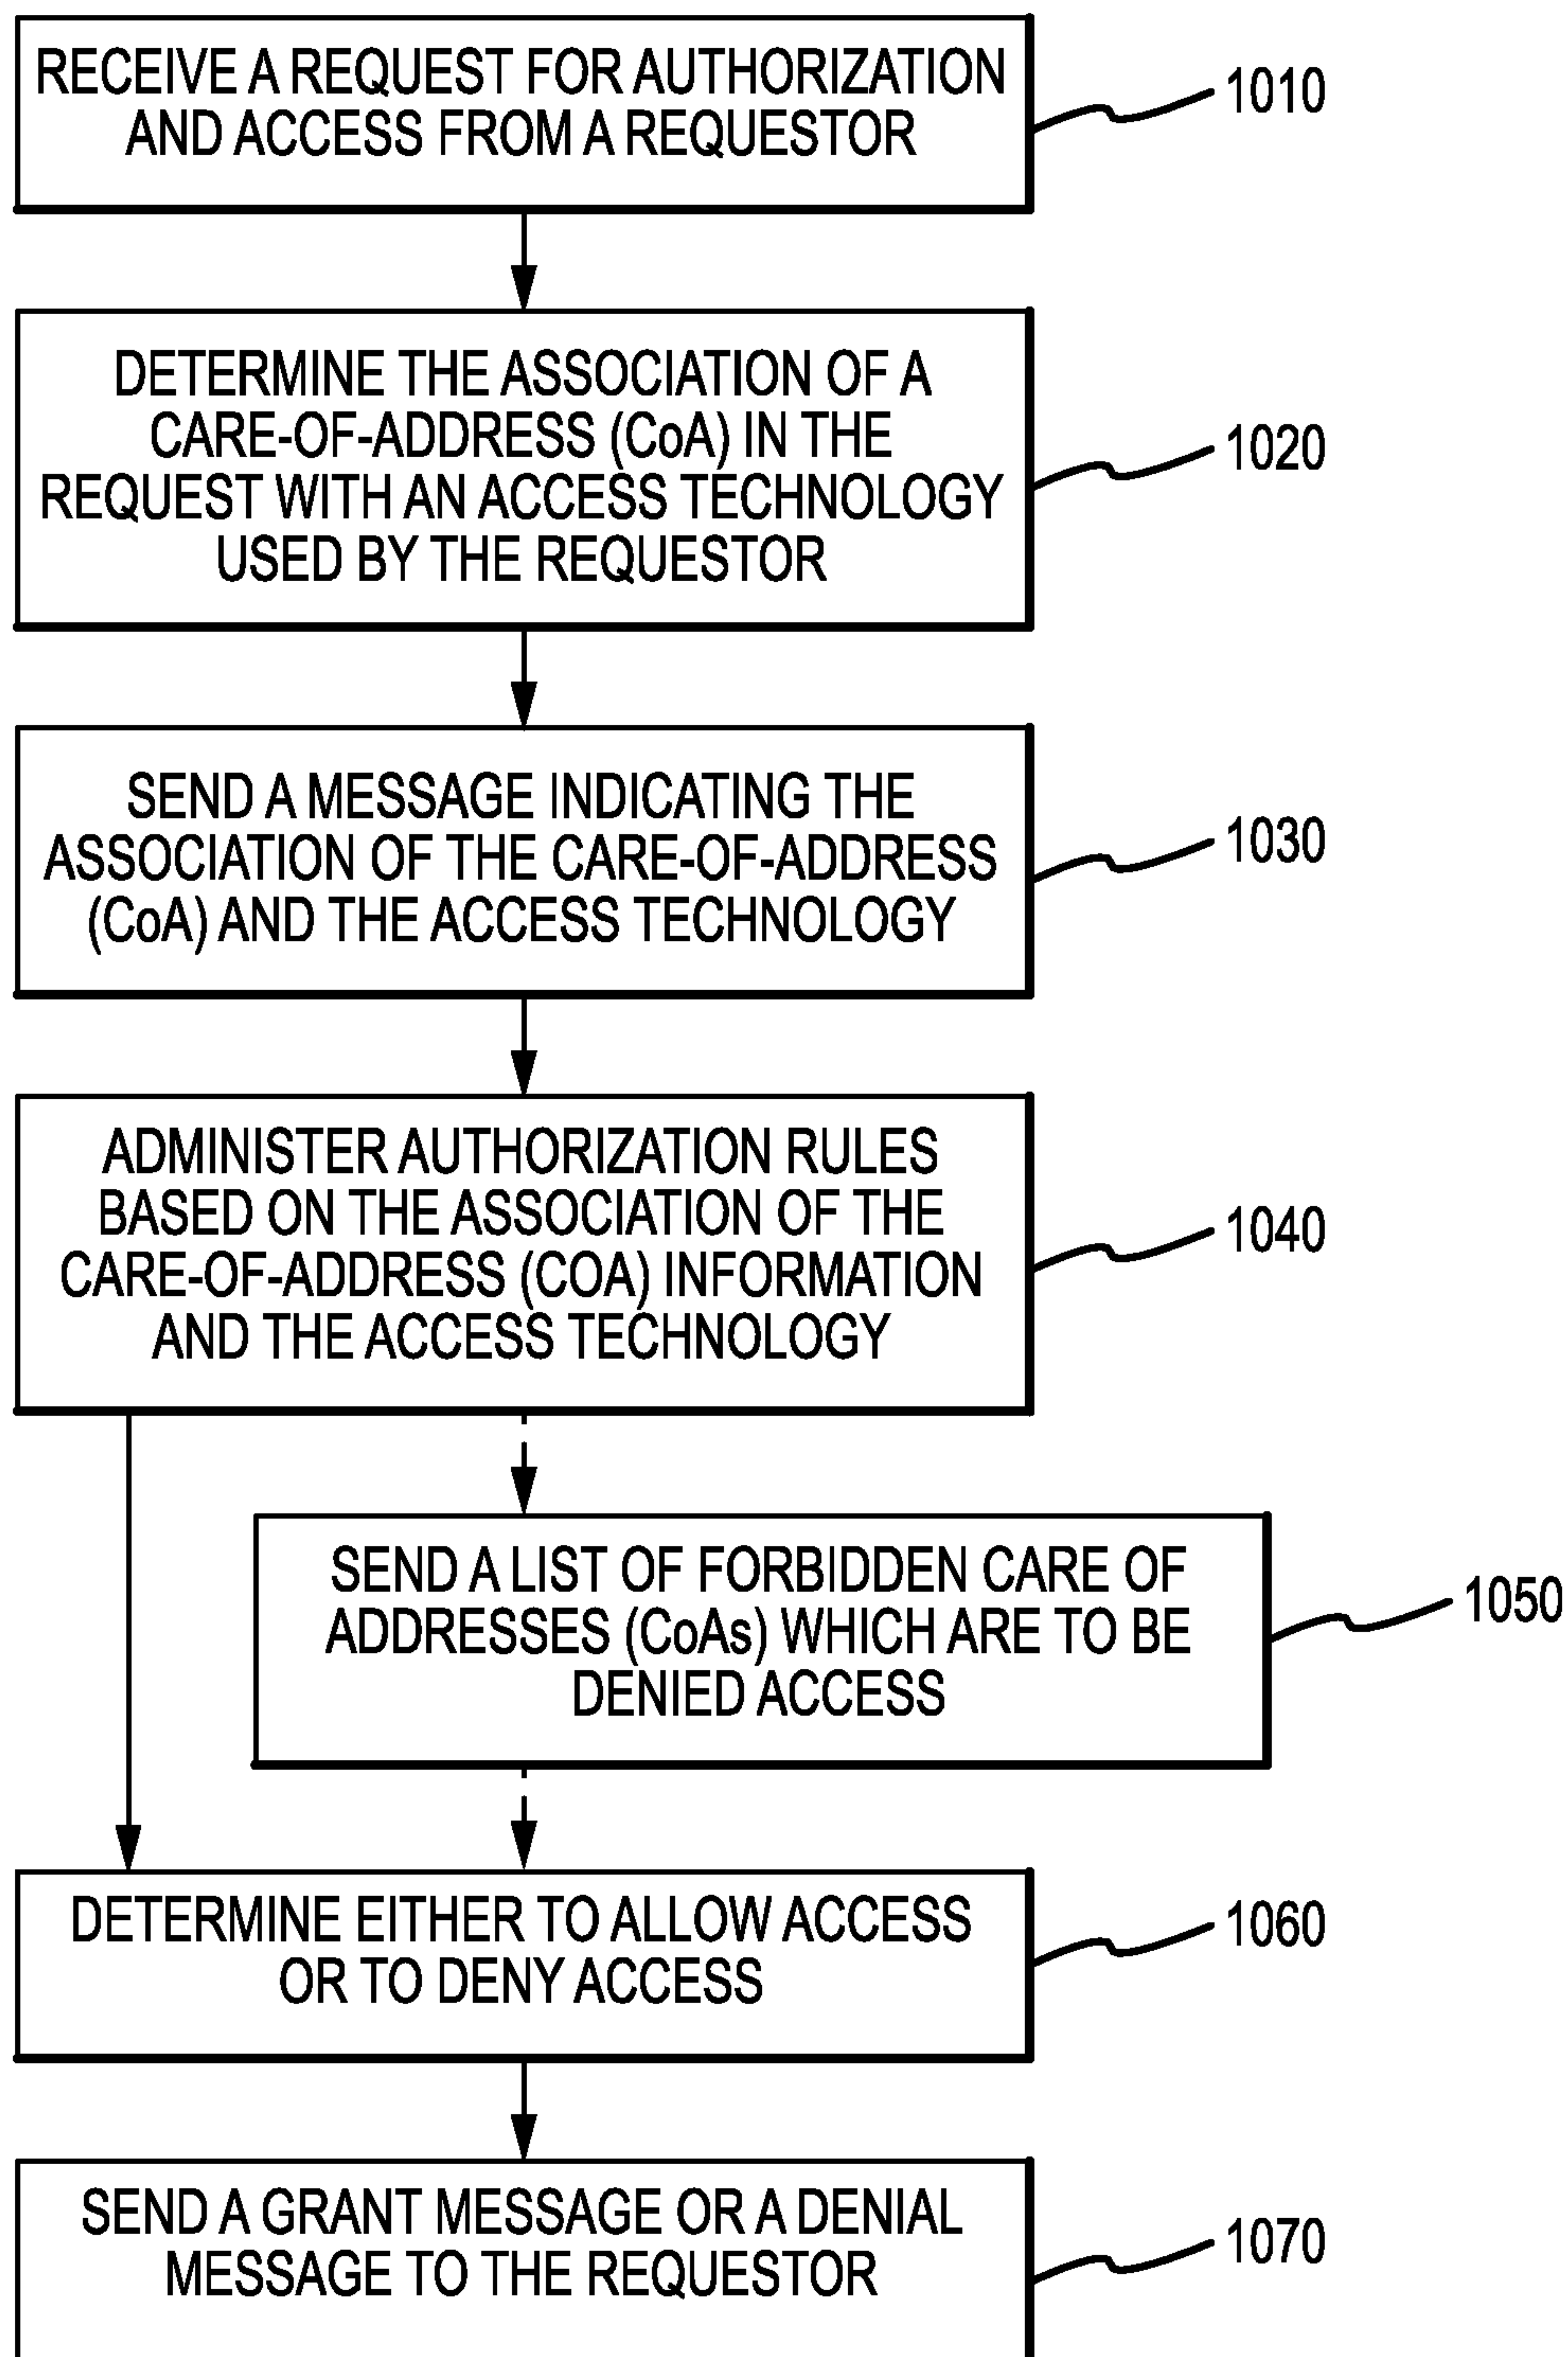 RECEIVE A REQUEST FOR AUTHORIZATION
AND ACCESS FROM A REQUESTOR
1010
DETERMINE THE ASSOCIATION OF A
CARE-OF-ADDRESS (CoA) IN THE
REQUEST WITH AN ACCESS TECHNOLOGY
USED BY THE REQUESTOR
1020
SEND A MESSAGE INDICATING THE
ASSOCIATION OF THE CARE-OF-ADDRESS
(CoA) AND THE ACCESS TECHNOLOGY
1030
ADMINISTER AUTHORIZATION RULES
BASED ON THE ASSOCIATION OF THE
CARE-OF-ADDRESS (COA) INFORMATION
AND THE ACCESS TECHNOLOGY
1040
SEND A LIST OF FORBIDDEN CARE OF
ADDRESSES (CoAs) WHICH ARE TO BE
DENIED ACCESS
1050
DETERMINE EITHER TO ALLOW ACCESS
OR TO DENY ACCESS
1060
SEND A GRANT MESSAGE OR A DENIAL
MESSAGE TO THE REQUESTOR
1070